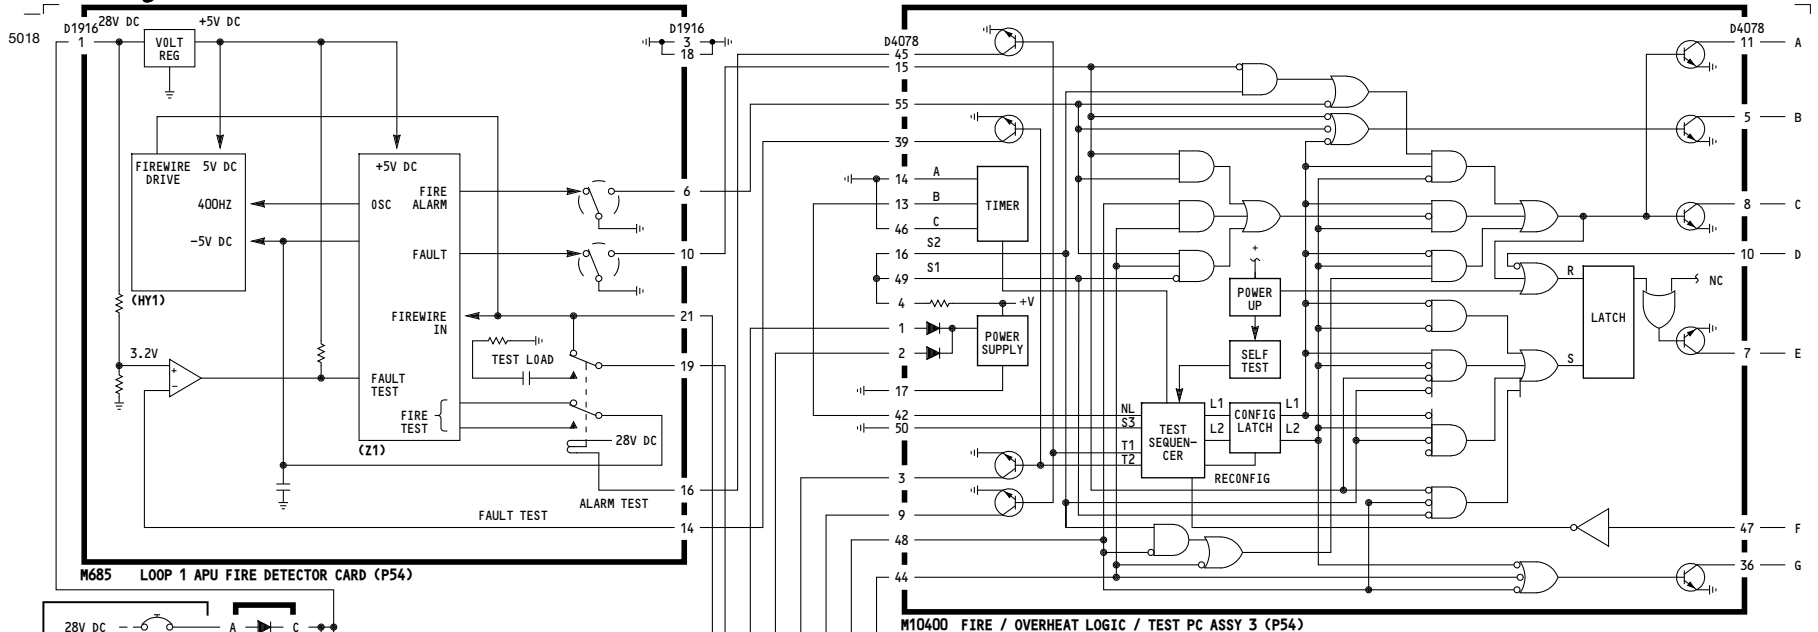 28V DC
+5V DC
D1916
1
5018
VOLT
REG
D1916
3
18
FIREWIRE
DRIVE
5V DC
400HZ
-5V DC
(HY1)
+5V DC
OSC
FIRE
ALARM
FAULT
FIREWIRE
IN
TEST LOAD
FAULT
TEST
FIRE
TEST
(Z1)
3.2V
+
-
28V DC
6
10
21
19
16
14
ALARM TEST
FAULT TEST
M685 LOOP 1 APU FIRE DETECTOR CARD (P54)
28V DC
A
C
D4078
45
15
55
39
14
13
46
16
49
4
1
2
17
42
50
3
9
48
44
A
B
C
S2
S1
TIMER
+V
POWER
SUPPLY
NL
S3
T1
T2
TEST
SEQUEN-
CER
L1
L2
CONFIG
LATCH
L1
L2
RECONFIG
+
POWER
UP
SELF
TEST
R
S
LATCH
NC
D4078
11 A
5 B
8 C
10 D
7 E
47 F
36 G
M10400 FIRE / OVERHEAT LOGIC / TEST PC ASSY 3 (P54)